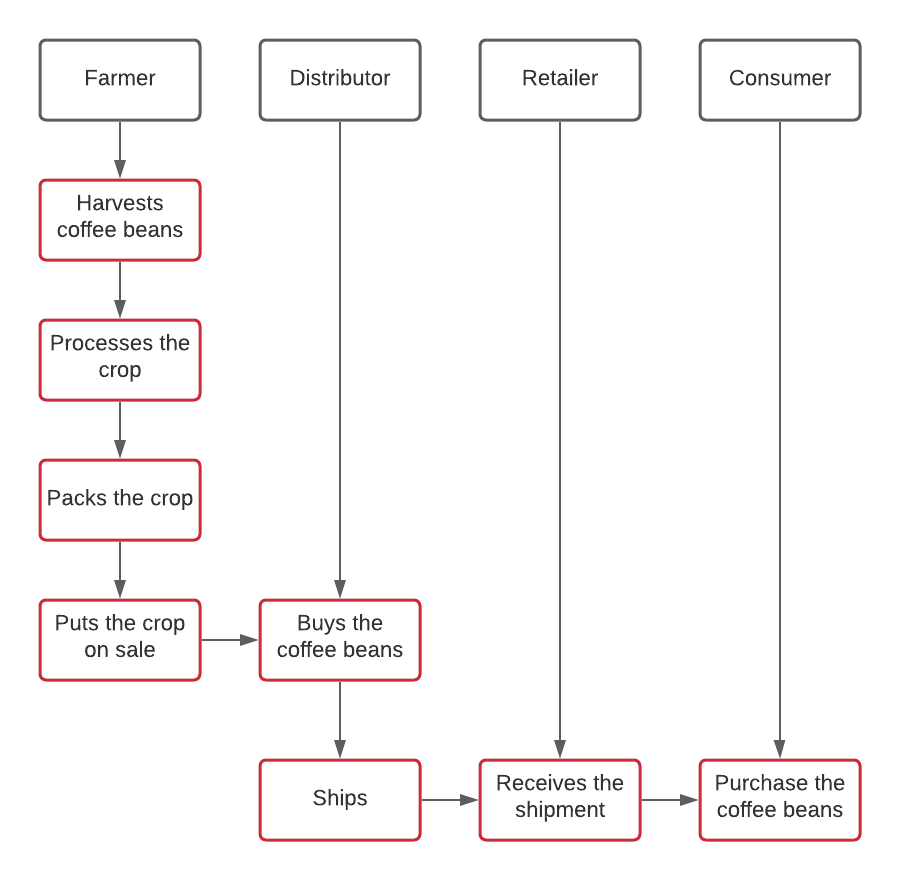 Farmer
Distributor
Retailer
Consumer
Harvests
coffee beans
Processes the
crop
Packs the crop
Puts the crop
on sale
Buys the
coffee beans
Ships
Receives the
shipment
Purchase the
coffee beans